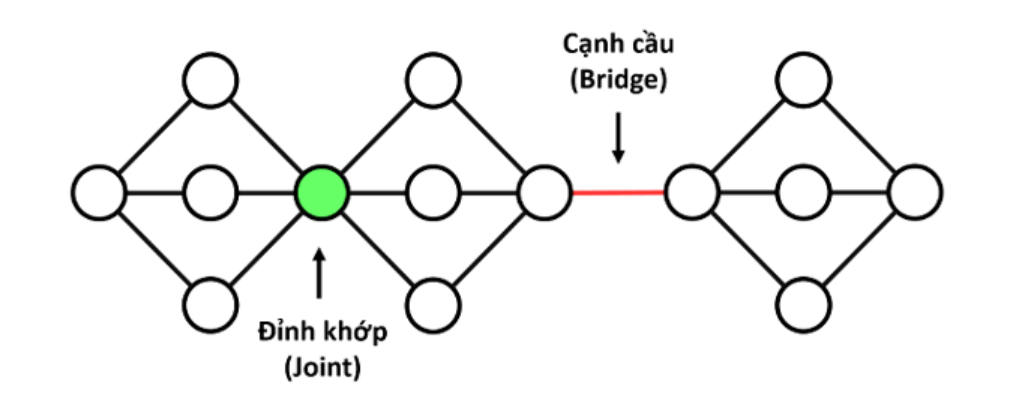 Cạnh cầu
(Bridge)
Đỉnh khớp
(Joint)